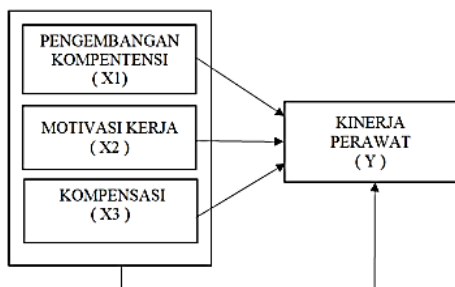 PENGEMBANGAN
KOMPENTENSI
( X1)
MOTIVASI KERJA
( X2 )
KOMPENSASI
( X3 )
KINERJA
PERAWAT
( Y )